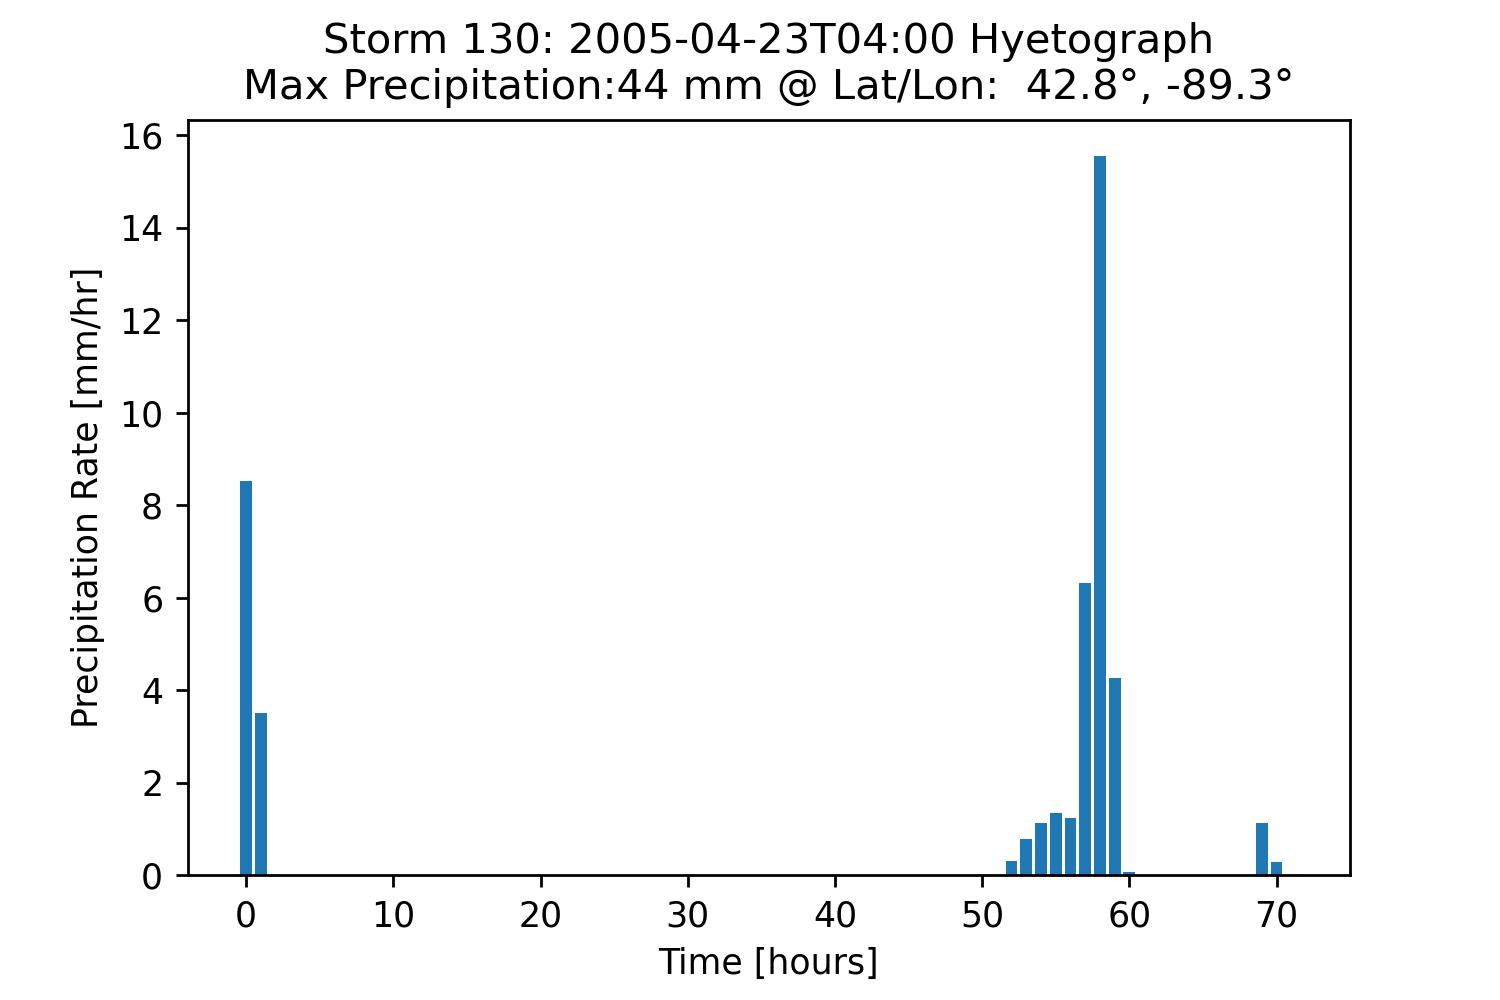 Storm 130: 2005-04-23T04:00 Hyetograph
Max Precipitation:44 mm @ Lat/Lon:  42.8°, -89.3°
16
14
12
10
8
6
4
2
0
Precipitation Rate [mm/hr]
0 10 20 30 40 50 60 70
Time [hours]